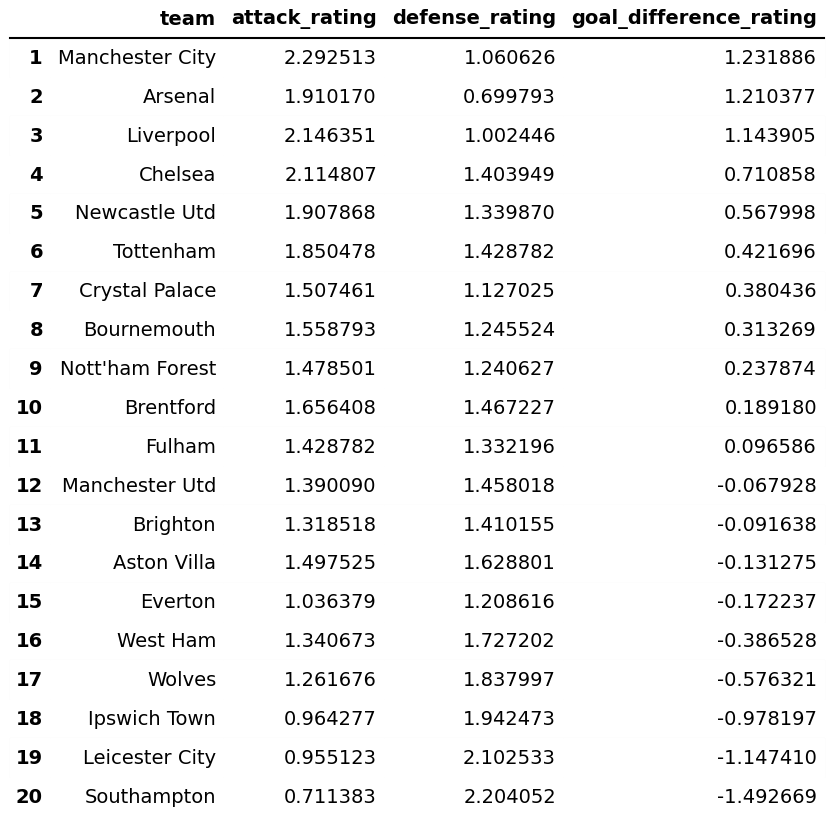 team attack_rating defense_rating goal_difference_rating
1 Manchester City 2.292513 1.060626 1.231886
2 Arsenal 1.910170 0.699793 1.210377
3 Liverpool 2.146351 1.002446 1.143905
4 Chelsea 2.114807 1.403949 0.710858
5 Newcastle Utd 1.907868 1.339870 0.567998
6 Tottenham 1.850478 1.428782 0.421696
7 Crystal Palace 1.507461 1.127025 0.380436
8 Bournemouth 1.558793 1.245524 0.313269
9 Nott'ham Forest 1.478501 1.240627 0.237874
10 Brentford 1.656408 1.467227 0.189180
11 Fulham 1.428782 1.332196 0.096586
12 Manchester Utd 1.390090 1.458018 -0.067928
13 Brighton 1.318518 1.410155 -0.091638
14 Aston Villa 1.497525 1.628801 -0.131275
15 Everton 1.036379 1.208616 -0.172237
16 West Ham 1.340673 1.727202 -0.386528
17 Wolves 1.261676 1.837997 -0.576321
18 Ipswich Town 0.964277 1.942473 -0.978197
19 Leicester City 0.955123 2.102533 -1.147410
20 Southampton 0.711383 2.204052 -1.492669